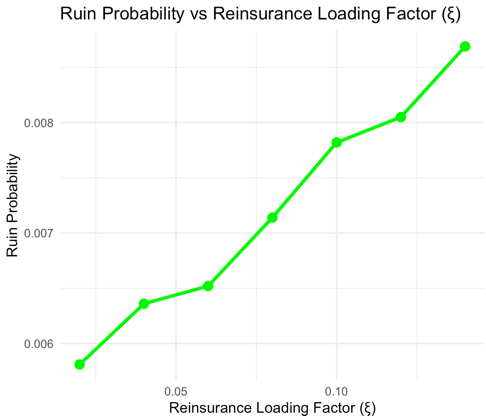 Ruin Probability vs Reinsurance Loading Factor (ξ)
0.008
0.007
0.006
Ruin Probability
0.05 0.10
Reinsurance Loading Factor (ξ)